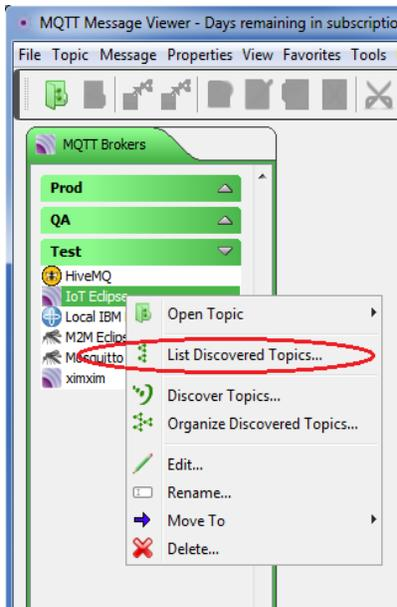 MQTT Message Viewer - Days remaining in subscriptio
File Topic Message Properties View Favorites Tools
MQTT Brokers
Prod
QA
Test
HiveMQ
IoT Eclipse
Local IBM
M2M Eclips
Mosquitto
ximxim
Open Topic
List Discovered Topics...
Discover Topics...
Organize Discovered Topics...
Edit...
Rename...
Move To
Delete...